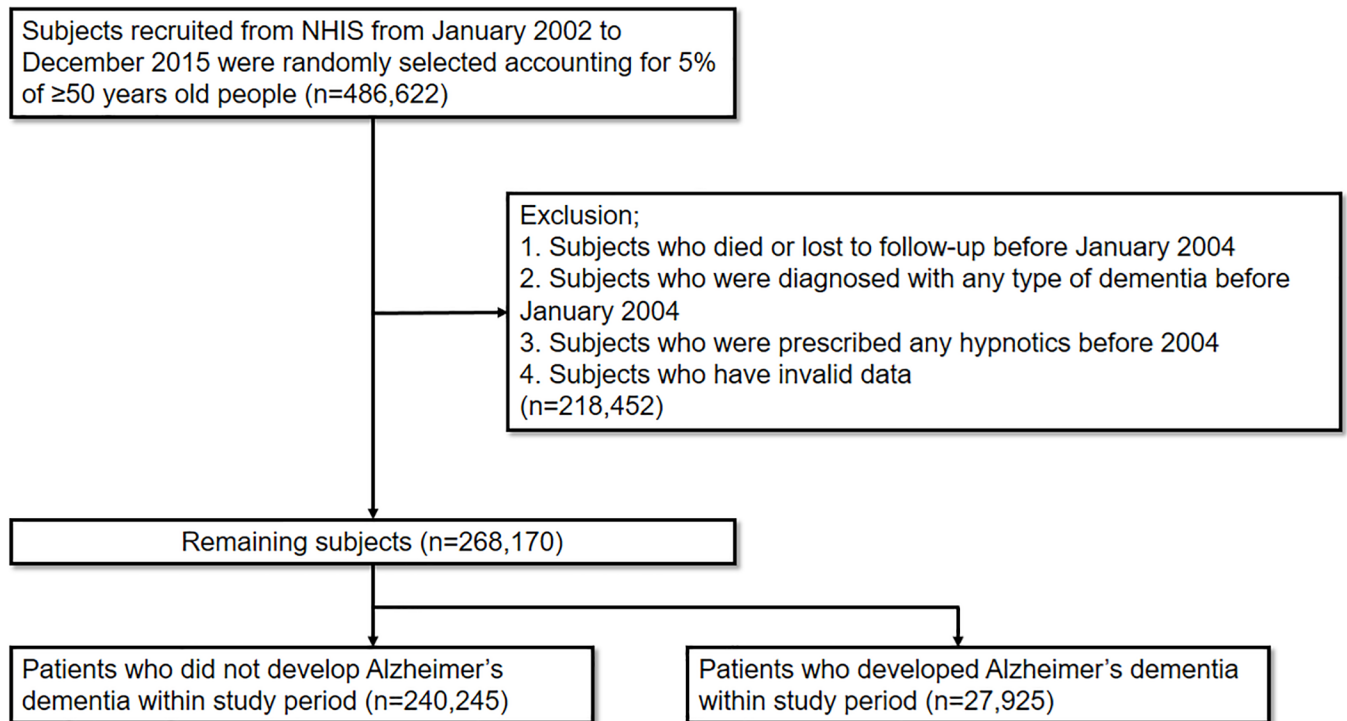 Subjects recruited from NHIS from January 2002 to
December 2015 were randomly selected accounting for 5%
of ≥50 years old people (n=486,622)
Exclusion;
1. Subjects who died or lost to follow-up before January 2004
2. Subjects who were diagnosed with any type of dementia before
January 2004
3. Subjects who were prescribed any hypnotics before 2004
4. Subjects who have invalid data
(n=218,452)
Remaining subjects (n=268,170)
Patients who did not develop Alzheimer’s
dementia within study period (n=240,245)
Patients who developed Alzheimer’s dementia
within study period (n=27,925)